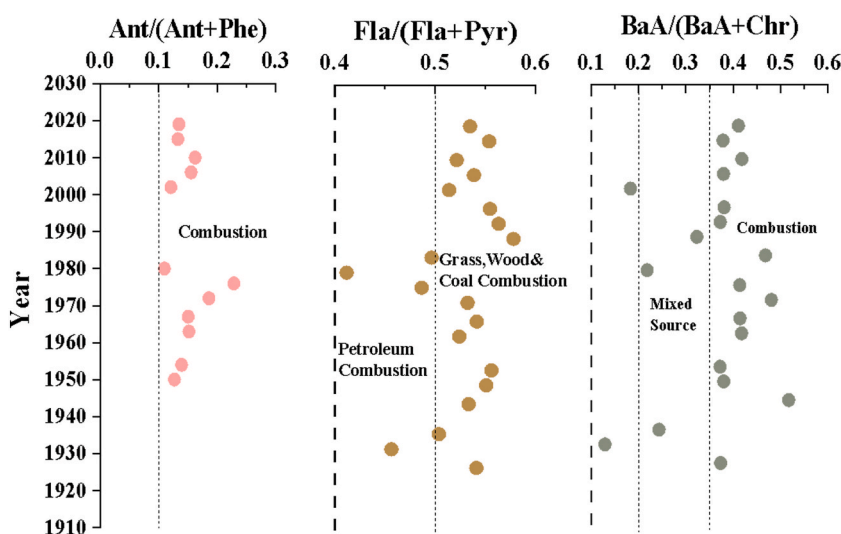 Ant/(Ant+Phe)
0.0 0.1 0.2 0.3
Fla/(Fla+Pyr)
0.4 0.5 0.6
BaA/(BaA+Chr)
0.1 0.2 0.3 0.4 0.5 0.6
Year
2030
2020
2010
2000
1990
1980
1970
1960
1950
1940
1930
1920
1910
Combustion
Grass,Wood&
Coal Combustion
Petroleum
Combustion
Mixed
Source
Combustion